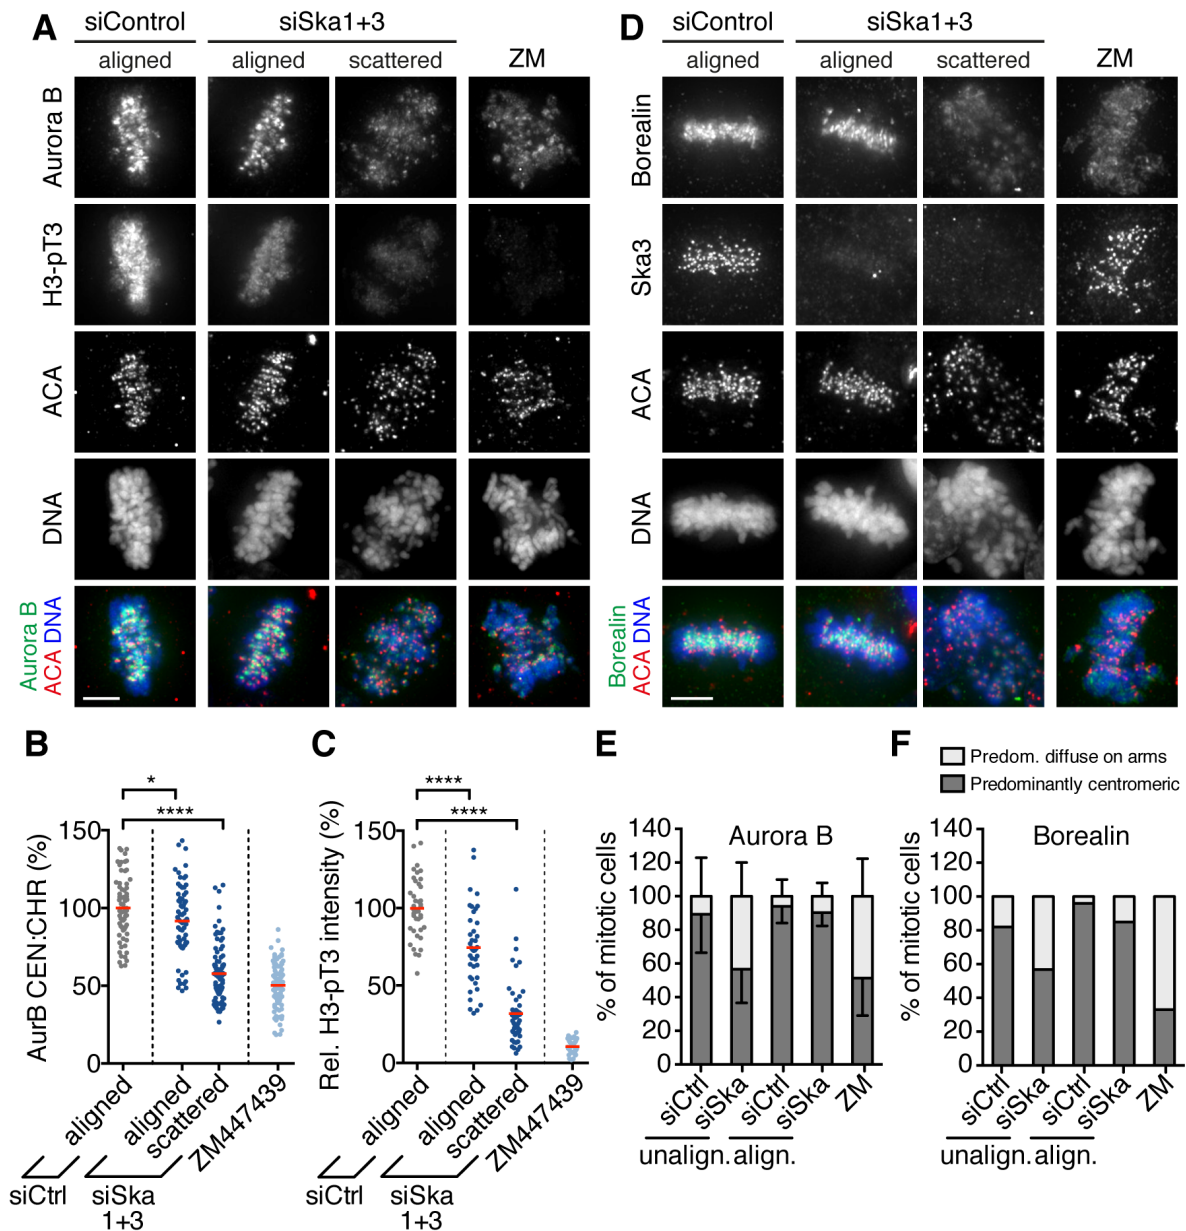 A
siControl
siSka1+3
aligned
aligned
scattered
ZM
Aurora B
H3-pT3
ACA
DNA
Aurora B
ACA DNA
D
siControl
siSka1+3
aligned
aligned
scattered
ZM
Borealin
Ska3
ACA
DNA
Borealin
ACA DNA
B
*
****
AurB CEN:CHR (%)
150
100
50
0
aligned
aligned
scattered
ZM447439
siCtrl
siSka
1+3
C
****
****
Rel. H3-pT3 intensity (%)
150
100
50
0
aligned
aligned
scattered
ZM447439
siCtrl
siSka
1+3
E
Aurora B
% of mitotic cells
140
120
100
80
60
40
20
0
siCtrl
siSka
siCtrl
siSka
ZM
unalign.
align.
F
Predom. diffuse on arms
Predominantly centromeric
Borealin
% of mitotic cells
140
120
100
80
60
40
20
0
siCtrl
siSka
siCtrl
siSka
ZM
unalign.
align.